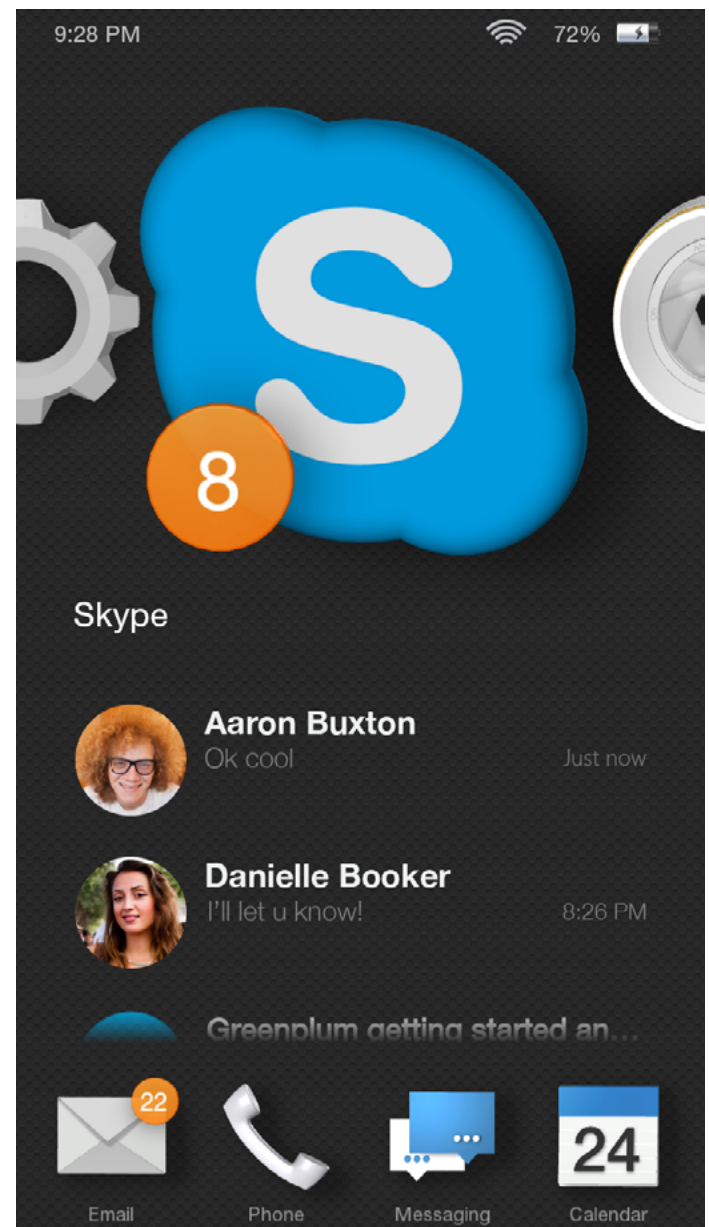 9:28 PM 72%
S
8
Skype
Aaron Buxton
Ok cool Just now
Danielle Booker
I'll let u know! 8:26 PM
Greenplum getting started an...
22
24
Email Phone Messaging Calendar